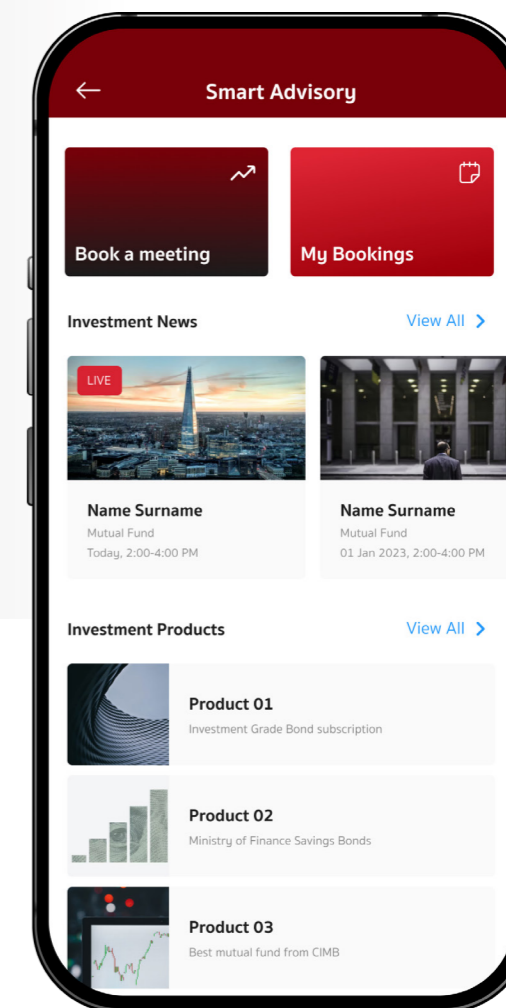 Smart Advisory
Book a meeting
My Bookings
Investment News
View All
LIVE
Name Surname
Mutual Fund
Today, 2:00-4:00 PM
Name Surname
Mutual Fund
01 Jan 2023, 2:00-4:00 PM
Investment Products
View All
Product 01
Investment Grade Bond subscription
Product 02
Ministry of Finance Savings Bonds
Product 03
Best mutual fund from CIMB